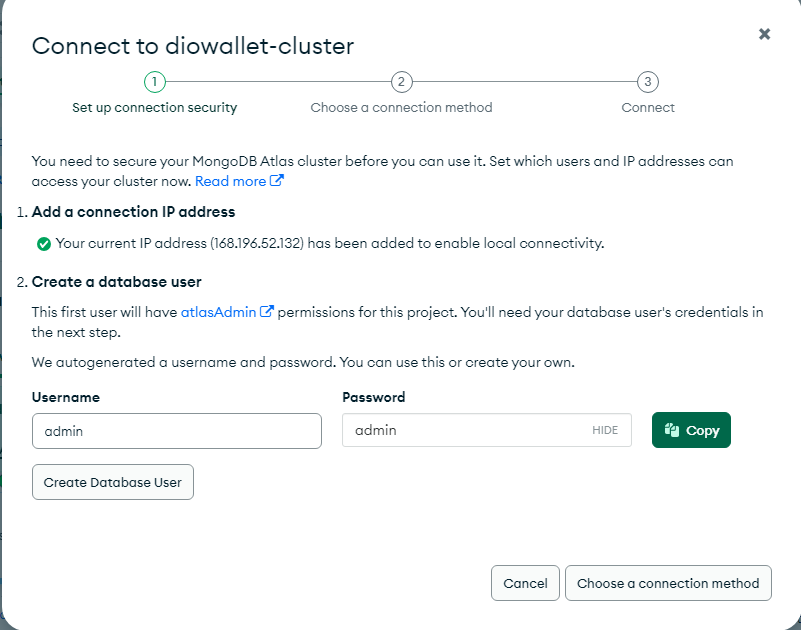 Connect to diowallet-cluster
1
2
3
Set up connection security
Choose a connection method
Connect
You need to secure your MongoDB Atlas cluster before you can use it. Set which users and IP addresses can
access your cluster now. Read more
1. Add a connection IP address
Your current IP address (168.196.52.132) has been added to enable local connectivity.
2. Create a database user
This first user will have atlasAdmin permissions for this project. You'll need your database user's credentials in
the next step.
We autogenerated a username and password. You can use this or create your own.
Username
Password
admin
admin
HIDE
Copy
Create Database User
Cancel
Choose a connection method